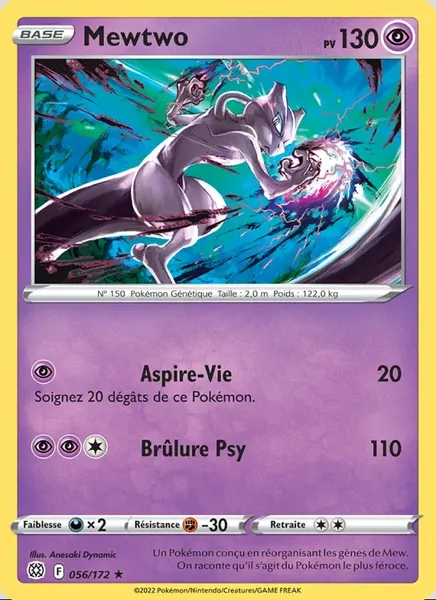 BASE Mewtwo PV 130
N° 150 Pokémon Génétique Taille : 2,0 m Poids : 122,0 kg
Aspire-Vie 20
Soignez 20 dégâts de ce Pokémon.
Brûlure Psy 110
Faiblesse ×2 Résistance -30 Retraite
Illus. Anesaki Dynamic
Un Pokémon conçu en réorganisant les gènes de Mew.
On raconte qu'il s'agit du Pokémon le plus féroce.
F 056/172 ★
©2022 Pokémon/Nintendo/Creatures/GAME FREAK